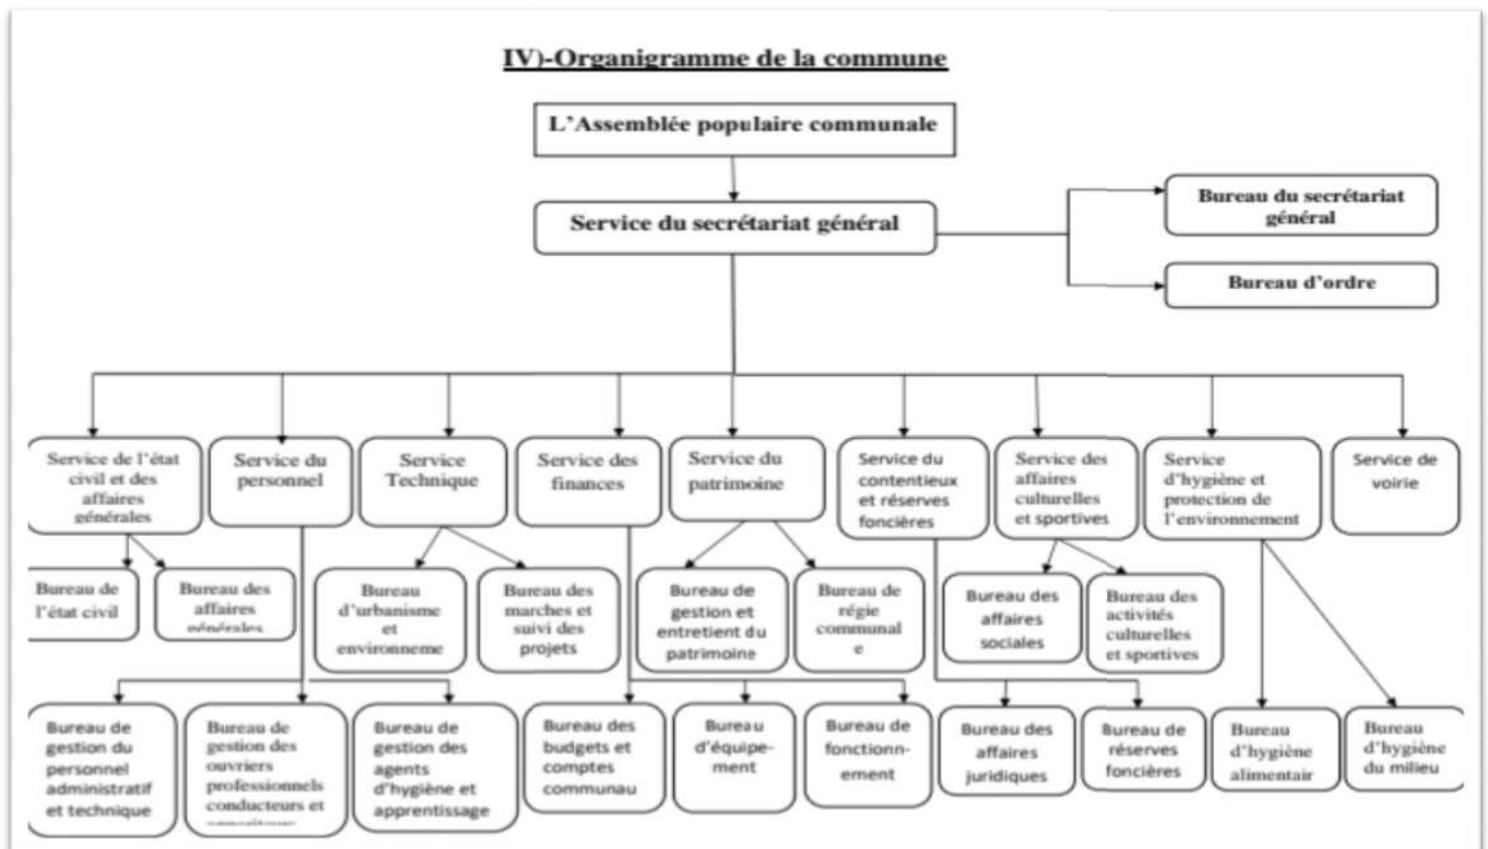 IV)-Organigramme de la commune
L'Assemblée populaire communale
Service du secrétariat général
Bureau du secrétariat
général
Bureau d'ordre
Service de l'état
civil et des
affaires
générales
Service du
personnel
Service
Technique
Service des
finances
Service du
patrimoine
Service du
contentieux
et réserves
foncières
Service des
affaires
culturelles
et sportives
Service
d'hygiène et
protection de
l'environnement
Service de
voirie
Bureau de
l'état civil
Bureau des
affaires
générales
Bureau
d'urbanisme
et
environneme
Bureau des
marches et
suivi des
projets
Bureau de
gestion et
entretient du
patrimoine
Bureau de
régie
communal
e
Bureau des
affaires
sociales
Bureau des
activités
culturelles
et sportives
Bureau de
gestion du
personnel
administratif
et technique
Bureau de
gestion des
ouvriers
professionnels
conducteurs et
Bureau de
gestion des
agents
d'hygiène et
apprentissage
Bureau des
budgets et
comptes
communau
Bureau
d'équipe-
ment
Bureau de
fonctionn-
ement
Bureau des
affaires
juridiques
Bureau de
réserves
foncières
Bureau
d'hygiène
alimentair
Bureau
d'hygiène
du milieu